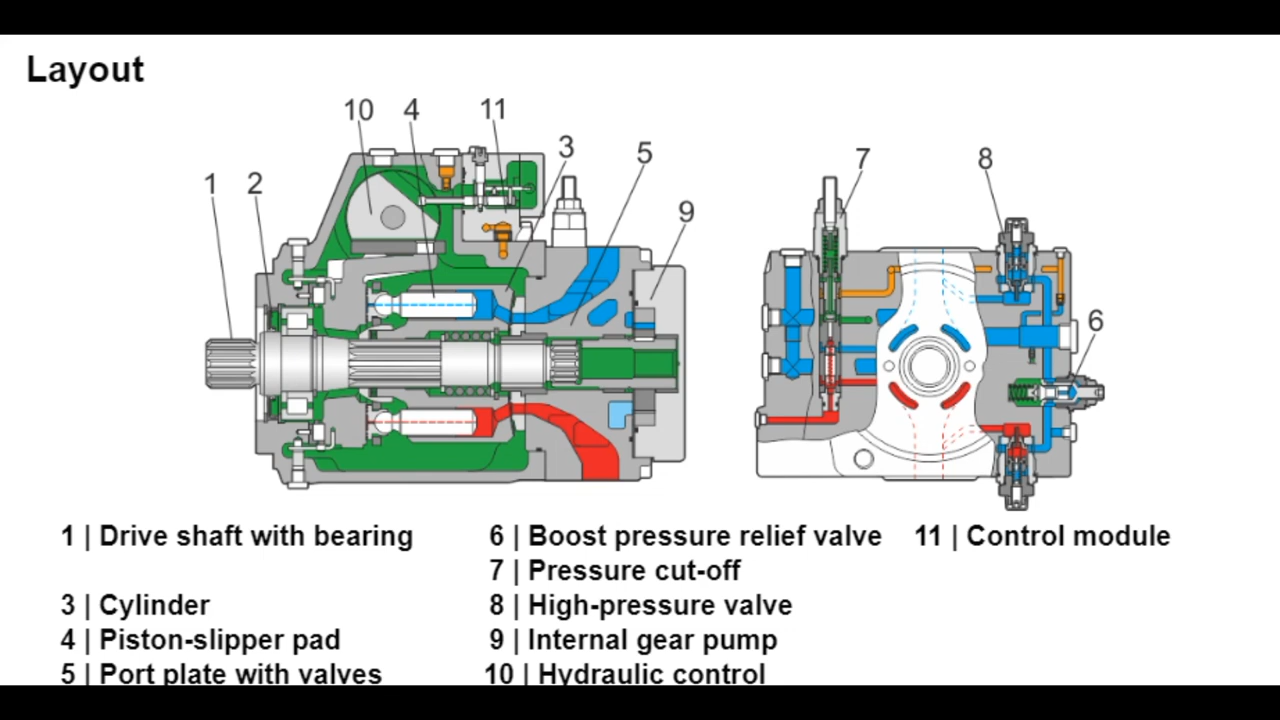 Layout
10 4 11
3 5
1 2
9
7 8
6
1 | Drive shaft with bearing
3 | Cylinder
4 | Piston-slipper pad
5 | Port plate with valves
6 | Boost pressure relief valve
7 | Pressure cut-off
8 | High-pressure valve
9 | Internal gear pump
10 | Hydraulic control
11 | Control module